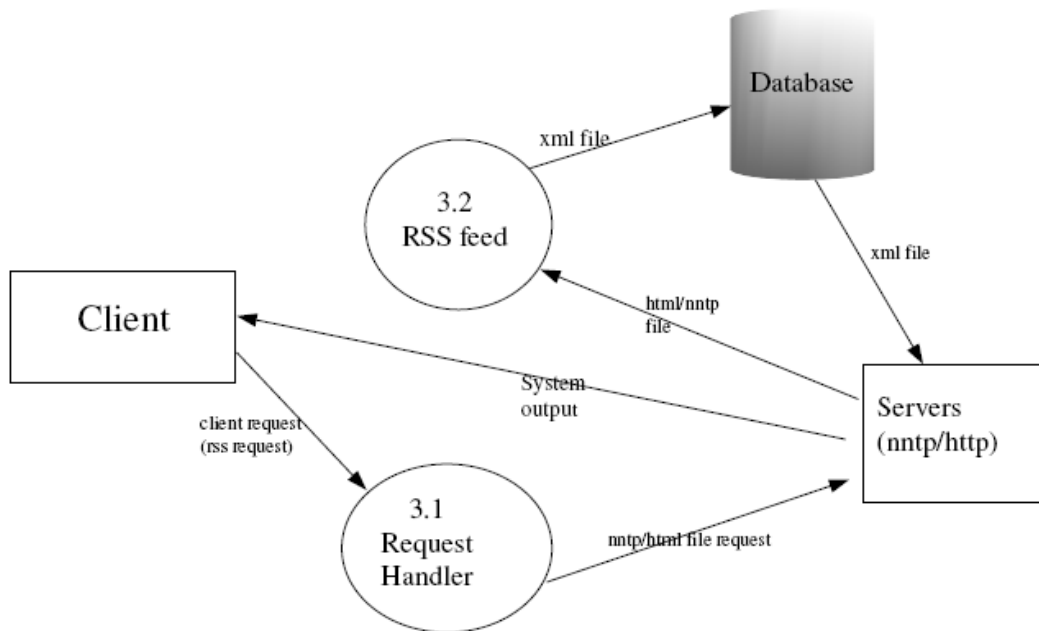 Database
xml file
3.2
RSS feed
xml file
html/nntp
file
Client
System
output
Servers
(nntp/http)
client request
(rss request)
3.1
Request
Handler
nntp/html file request